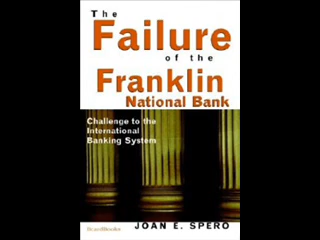 The
Failure
of the
Franklin
National Bank
Challenge to the
International
Banking System
JOAN E. SPERO